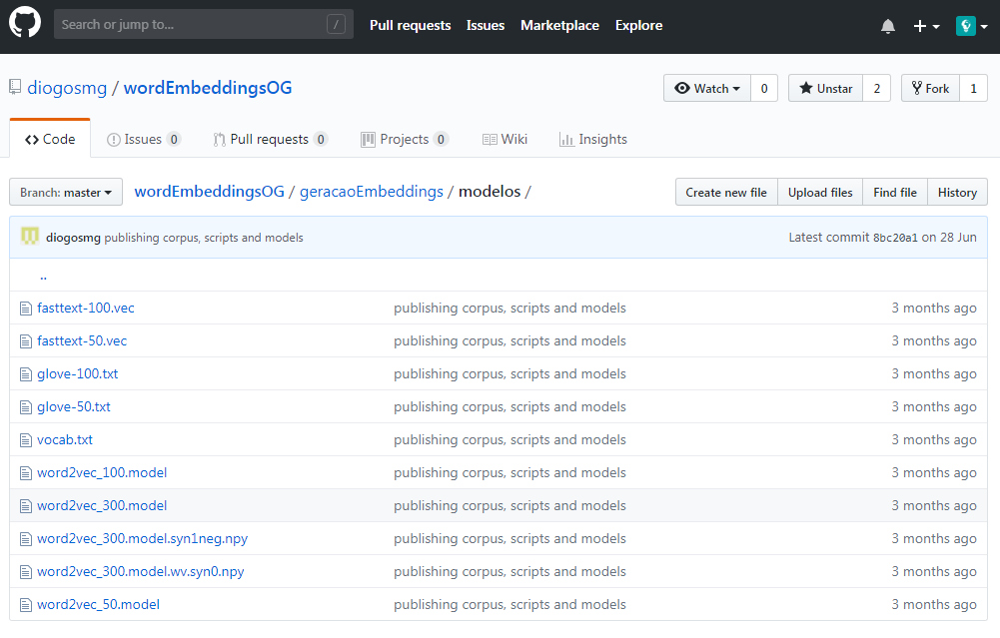 Search or jump to... / Pull requests Issues Marketplace Explore
diogosmg / wordEmbeddingsOG Watch 0 Unstar 2 Fork 1
Code Issues 0 Pull requests 0 Projects 0 Wiki Insights
Branch: master wordEmbeddingsOG / geracaoEmbeddings / modelos / Create new file Upload files Find file History
diogosmg publishing corpus, scripts and models Latest commit 8bc20a1 on 28 Jun
..
fasttext-100.vec publishing corpus, scripts and models 3 months ago
fasttext-50.vec publishing corpus, scripts and models 3 months ago
glove-100.txt publishing corpus, scripts and models 3 months ago
glove-50.txt publishing corpus, scripts and models 3 months ago
vocab.txt publishing corpus, scripts and models 3 months ago
word2vec_100.model publishing corpus, scripts and models 3 months ago
word2vec_300.model publishing corpus, scripts and models 3 months ago
word2vec_300.model.syn1neg.npy publishing corpus, scripts and models 3 months ago
word2vec_300.model.wv.syn0.npy publishing corpus, scripts and models 3 months ago
word2vec_50.model publishing corpus, scripts and models 3 months ago